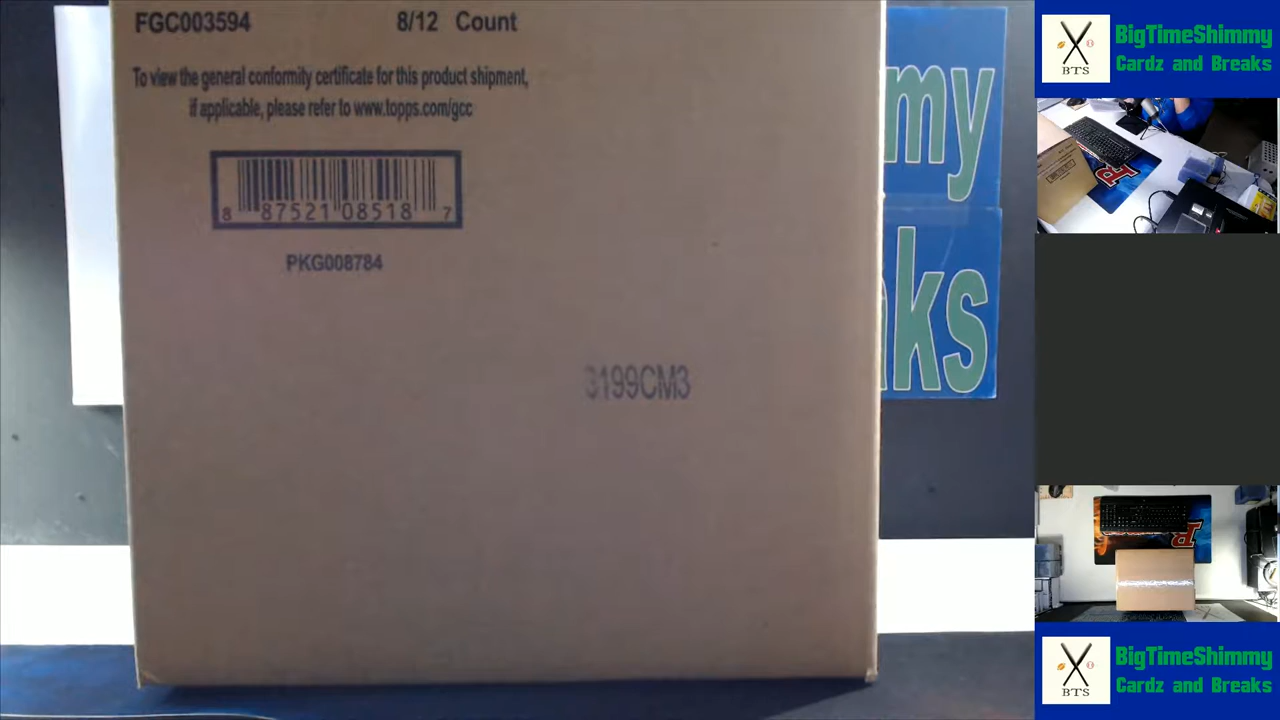 FGC003594 8/12 Count
To view the general conformity certificate for this product shipment,
if applicable, please refer to www.topps.com/gcc
8 87521 08518 7
PKG008784
3199CM3
my
aks
BigTimeShimmy
Cardz and Breaks
BTS
BigTimeShimmy
Cardz and Breaks
BTS